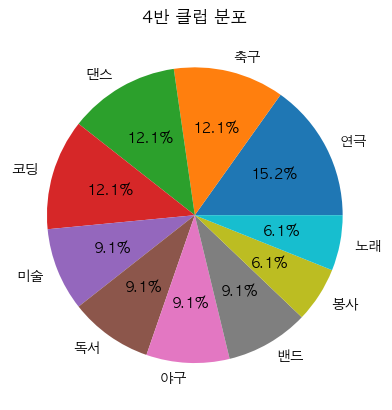 4반 클럽 분포
축구
댄스
연극
코딩
미술
독서
야구
밴드
봉사
노래
12.1%
12.1%
15.2%
12.1%
9.1%
9.1%
9.1%
9.1%
6.1%
6.1%